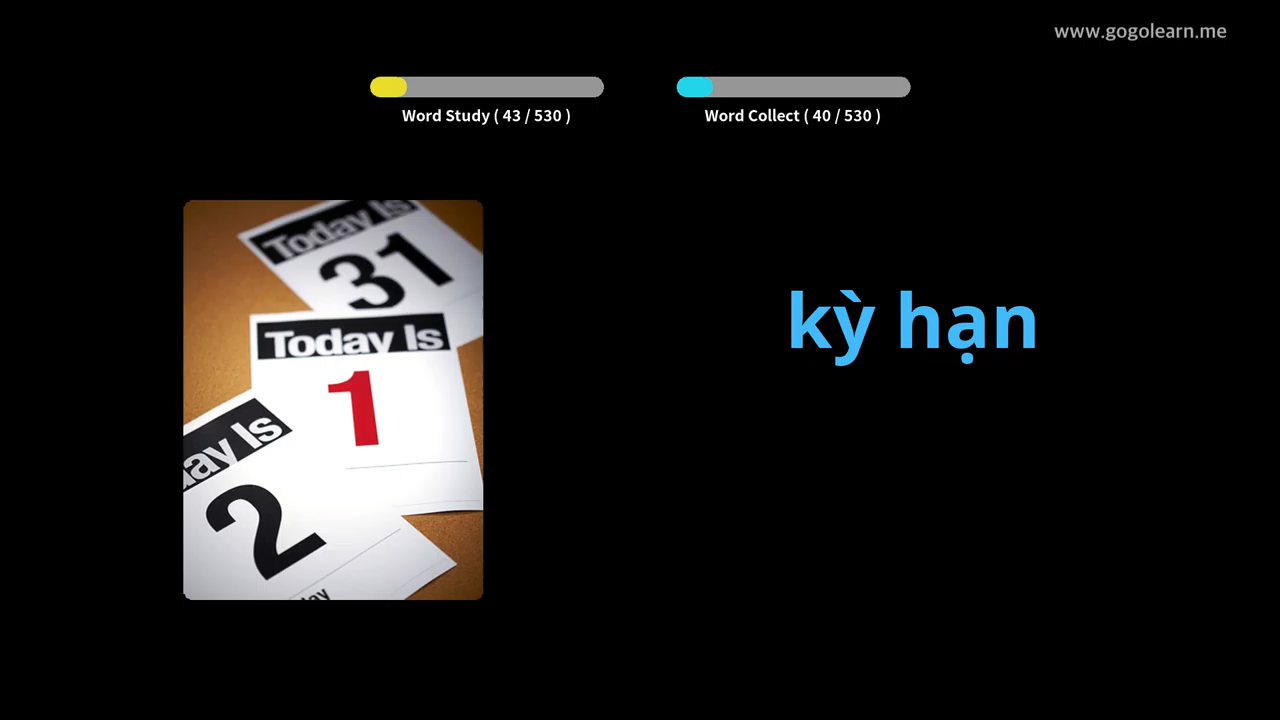 www.gogolearn.me
Word Study ( 43 / 530 )
Word Collect ( 40 / 530 )
Today Is
31
Today Is
1
ay Is
2
day
kỳ hạn